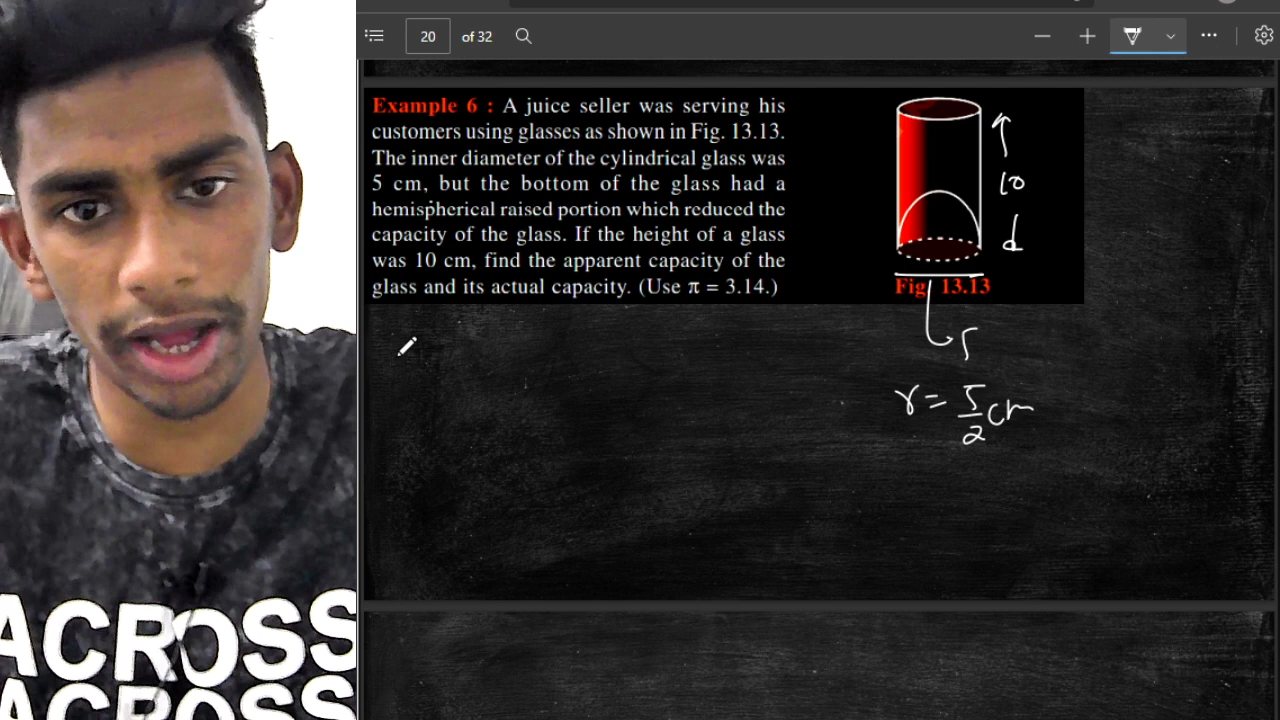 20 of 32
Example 6 : A juice seller was serving his
customers using glasses as shown in Fig. 13.13.
The inner diameter of the cylindrical glass was
5 cm, but the bottom of the glass had a
hemispherical raised portion which reduced the
capacity of the glass. If the height of a glass
was 10 cm, find the apparent capacity of the
glass and its actual capacity. (Use π = 3.14.)
10
Fig. 13.13
5
r = 5/2 cm
ACROSS
ACROSS